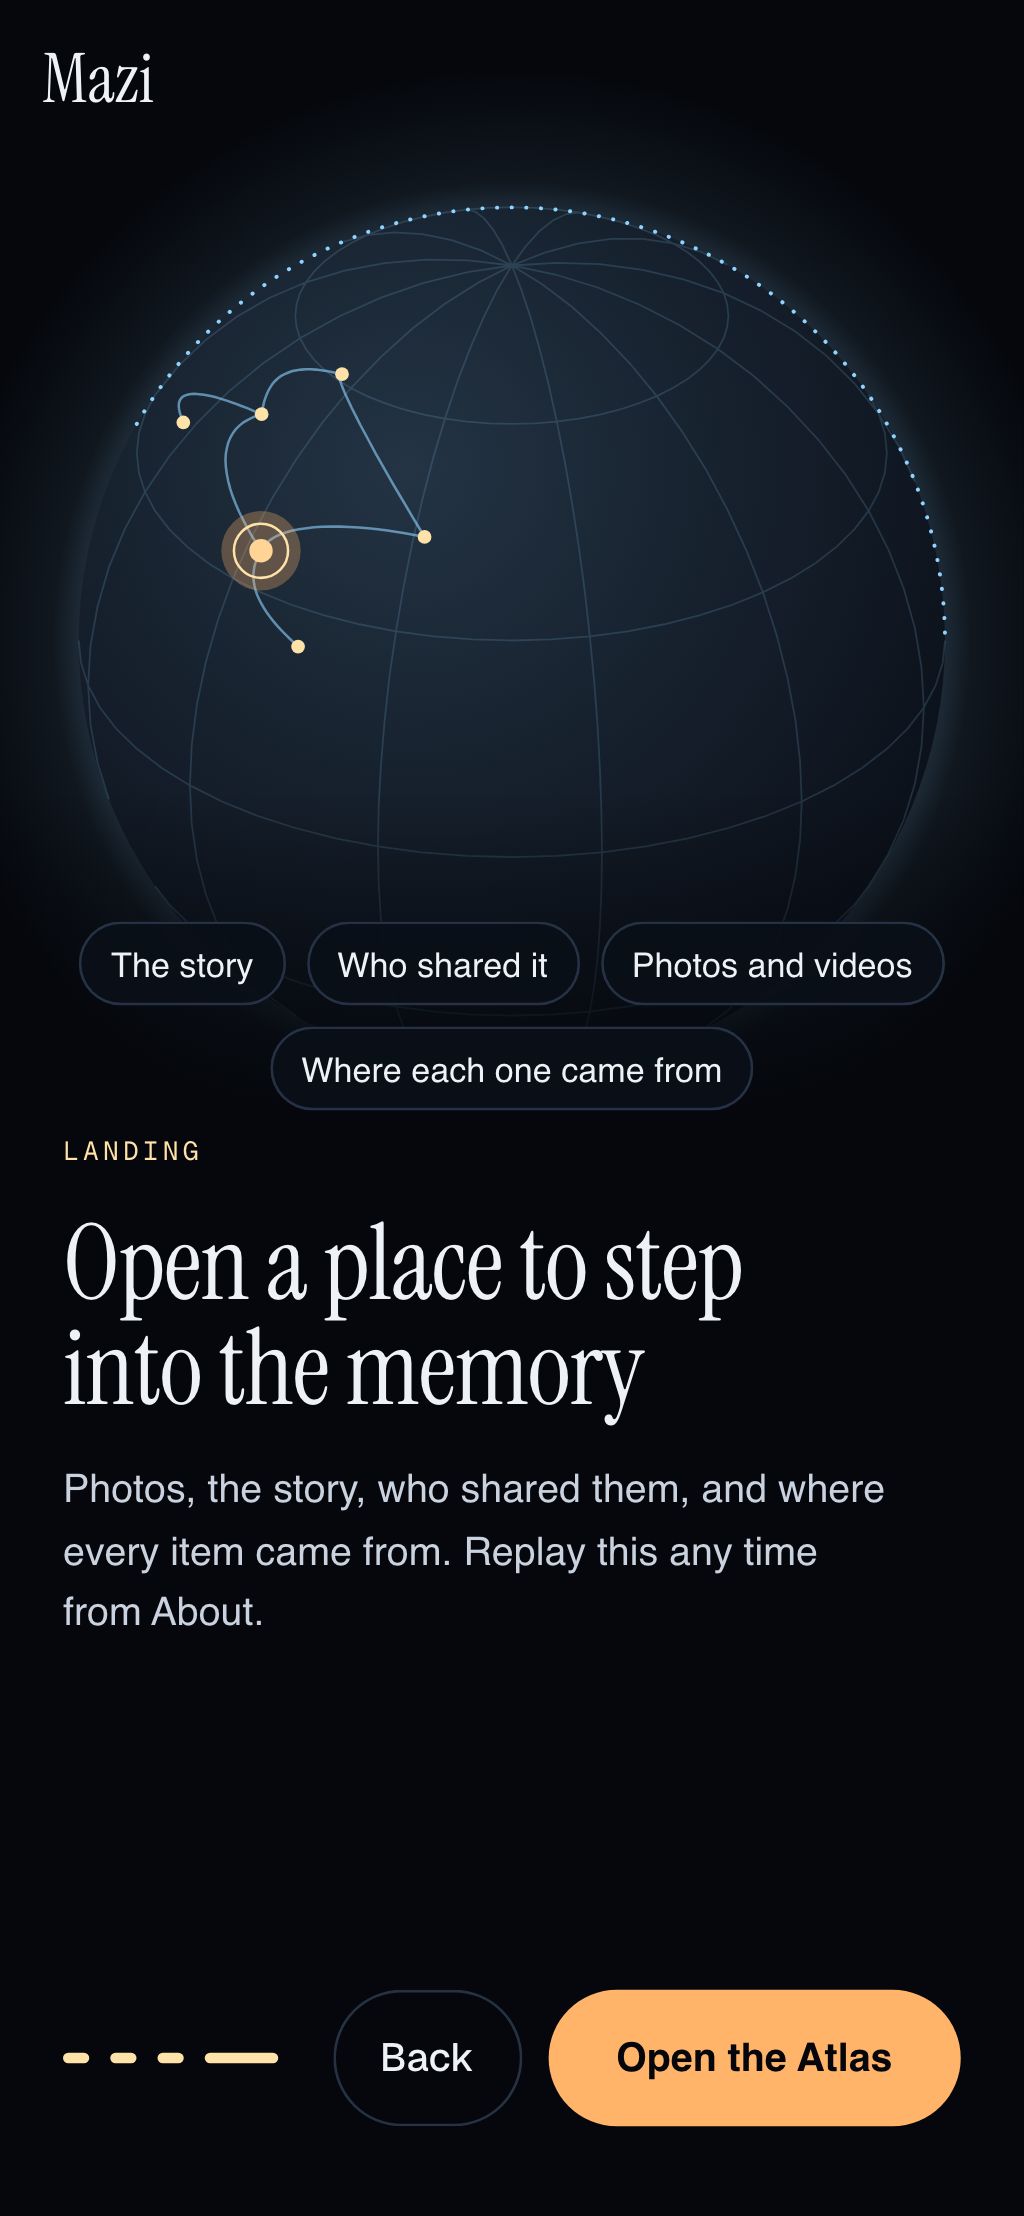 Mazi
The story
Who shared it
Photos and videos
Where each one came from
LANDING
Open a place to step
into the memory
Photos, the story, who shared them, and where
every item came from. Replay this any time
from About.
Back
Open the Atlas